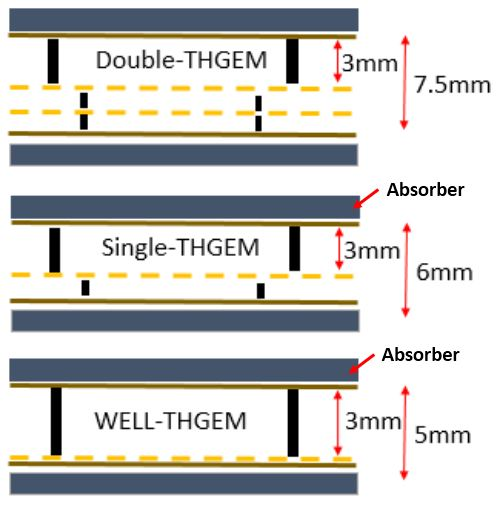 Double-THGEM
3mm
7.5mm
Absorber
Single-THGEM
3mm
6mm
Absorber
WELL-THGEM
3mm
5mm